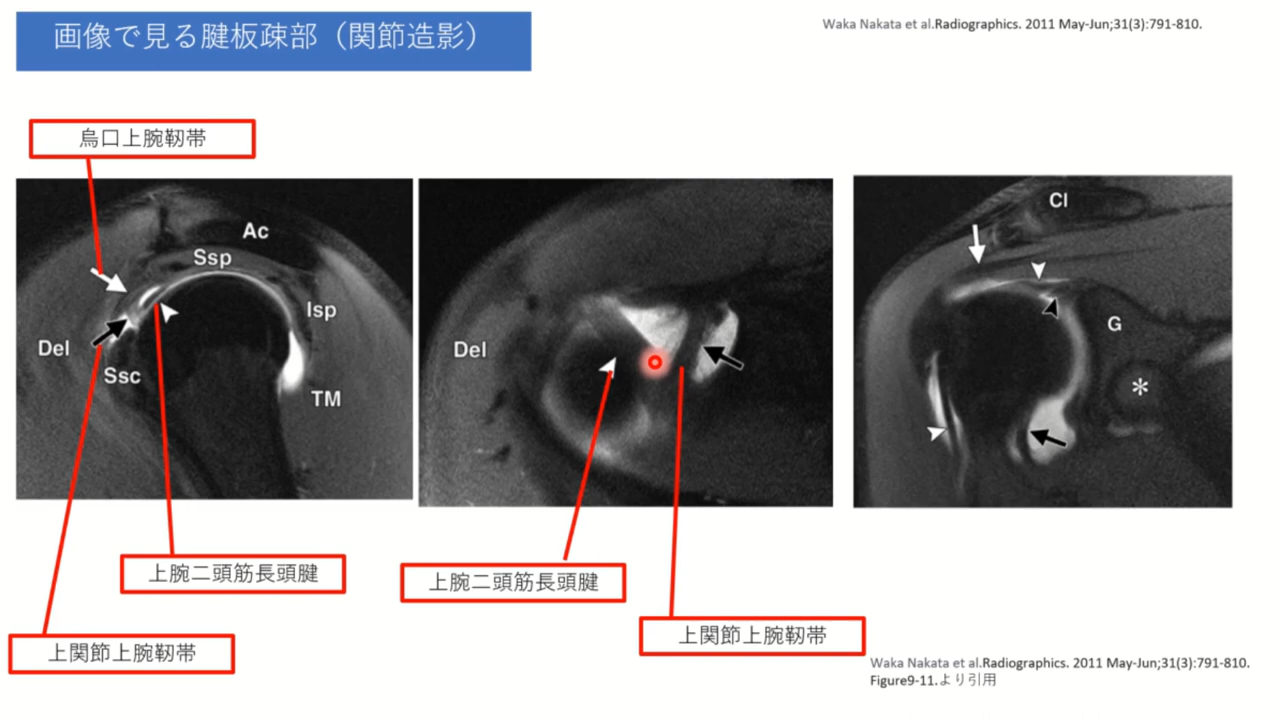 画像で見る腱板疎部（関節造影）
Waka Nakata et al.Radiographics. 2011 May-Jun;31(3):791-810.
烏口上腕靭帯
Ac
Ssp
Isp
Del
Ssc
TM
Del
Cl
G
*
上腕二頭筋長頭腱
上腕二頭筋長頭腱
上関節上腕靭帯
上関節上腕靭帯
Waka Nakata et al.Radiographics. 2011 May-Jun;31(3):791-810.
Figure9-11.より引用